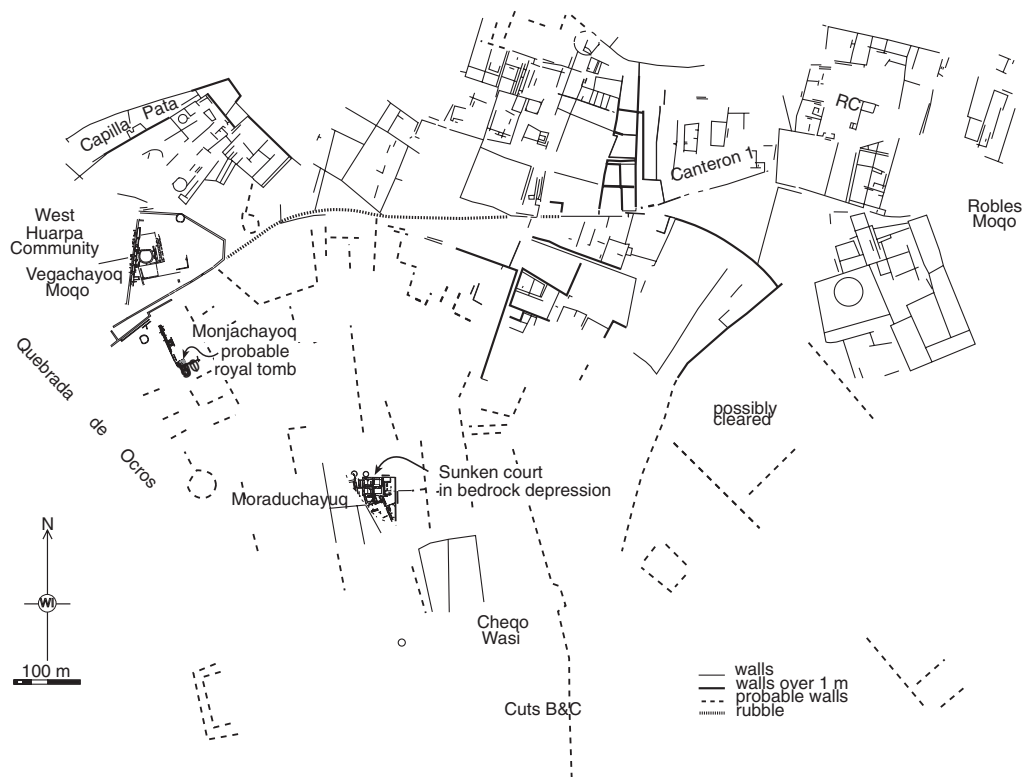 Capilla Pata
RC
Canteron 1
West
Huarpa
Community
Vegachayoq
Moqo
Robles
Moqo
Monjachayoq
probable
royal tomb
Quebrada de Ocros
possibly
cleared
Sunken court
in bedrock depression
Moraduchayuq
N
WI
100 m
Cheqo
Wasi
Cuts B&C
walls
walls over 1 m
probable walls
rubble